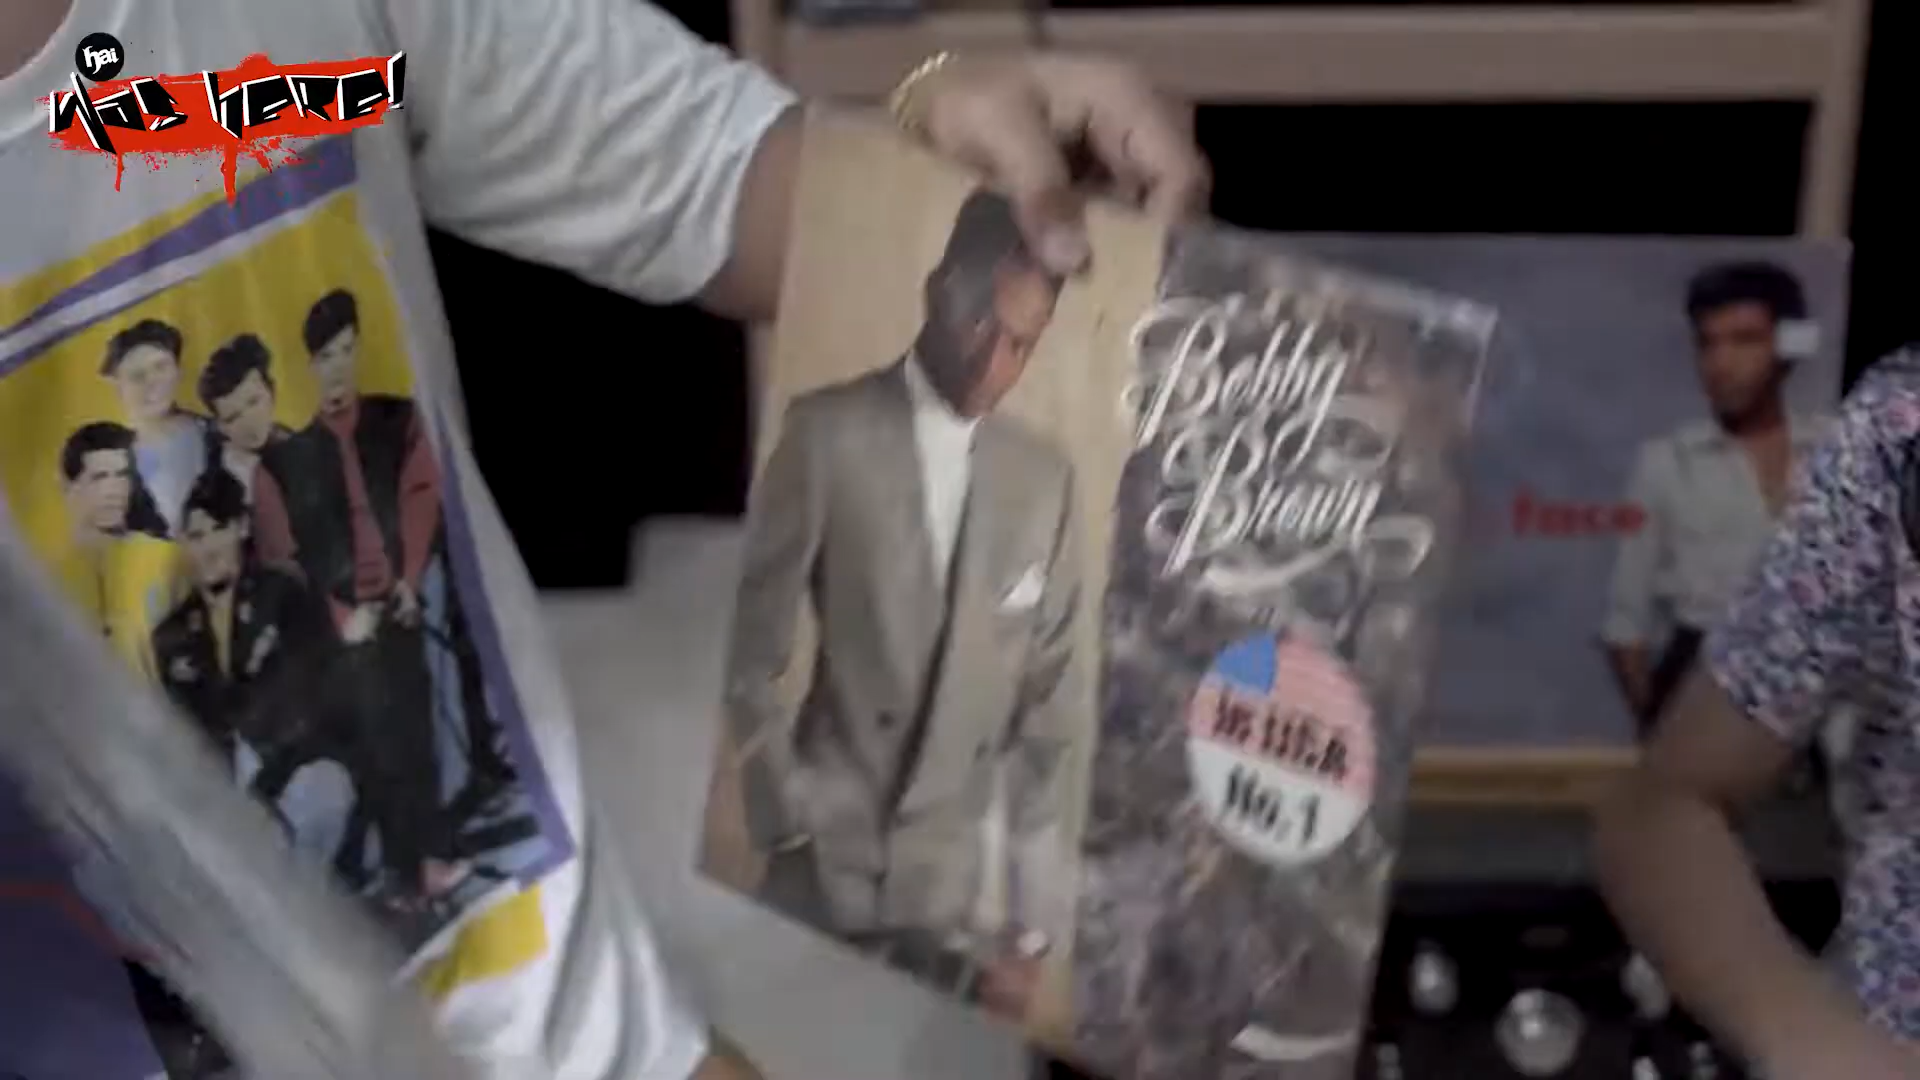 hai
WAS HERE!
Bobby
Brown
No.1
face